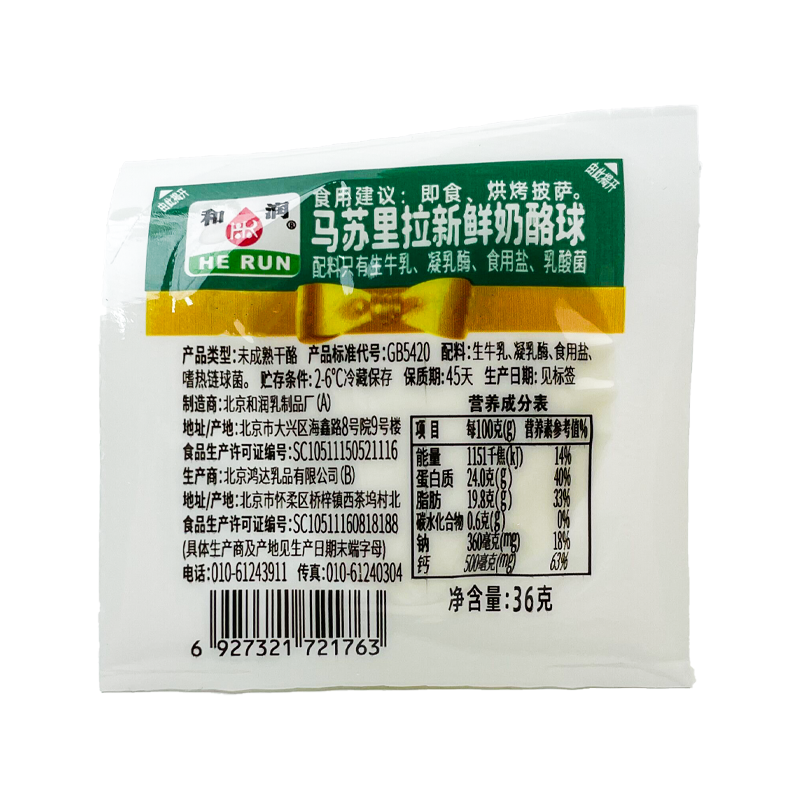 由此揭开
由此揭开
和润®
HE RUN
食用建议：即食、烘烤披萨。
马苏里拉新鲜奶酪球
配料只有生牛乳、凝乳酶、食用盐、乳酸菌
产品类型:未成熟干酪 产品标准代号:GB5420 配料:生牛乳、凝乳酶、食用盐、
嗜热链球菌。 贮存条件:2-6℃冷藏保存 保质期:45天 生产日期:见标签
制造商:北京和润乳制品厂(A)
地址/产地:北京市大兴区海鑫路8号院9号楼
食品生产许可证编号:SC10511150521116
生产商:北京鸿达乳品有限公司(B)
地址/产地:北京市怀柔区桥梓镇西茶坞村北
食品生产许可证编号:SC10511160818188
(具体生产商及产地见生产日期末端字母)
电话:010-61243911 传真:010-61240304
营养成分表
项目 每100克(g) 营养素参考值%
能量 1151千焦(kJ) 14%
蛋白质 24.0克(g) 40%
脂肪 19.8克(g) 33%
碳水化合物 0.6克(g) 0%
钠 360毫克(mg) 18%
钙 500毫克(mg) 63%
净含量:36克
6 927321 721763